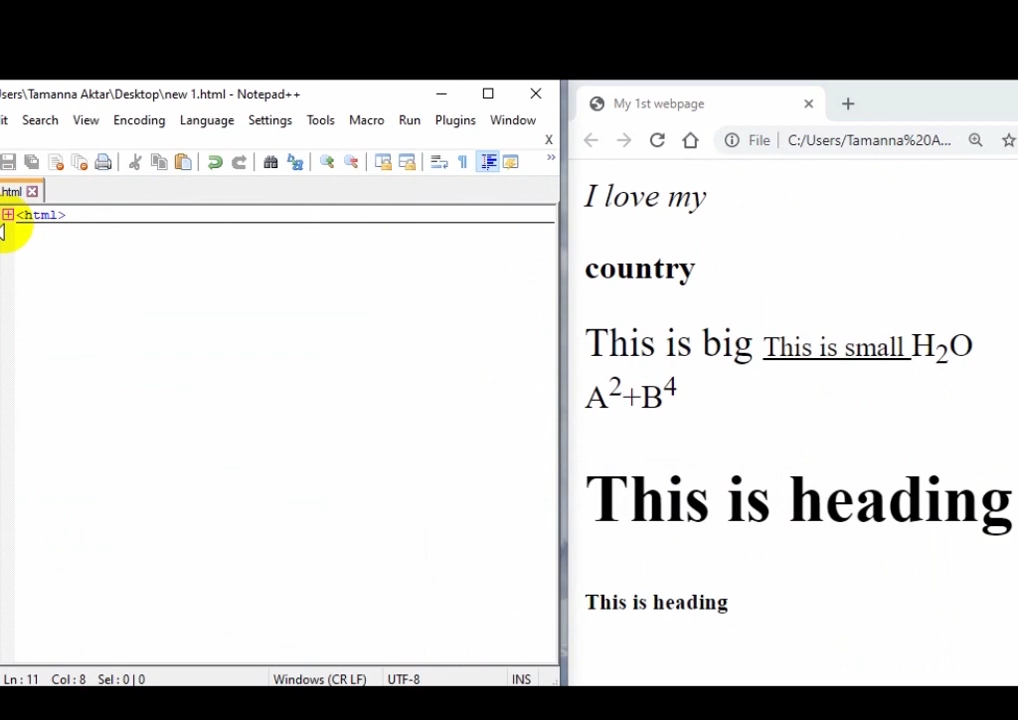 sers\Tamanna Aktar\Desktop\new 1.html - Notepad++
it Search View Encoding Language Settings Tools Macro Run Plugins Window
X
.html
<html>
Ln : 11 Col : 8 Sel : 0 | 0 Windows (CR LF) UTF-8 INS
My 1st webpage
File C:/Users/Tamanna%20A...
I love my
country
This is big This is small H₂O
A²+B⁴
This is heading
This is heading